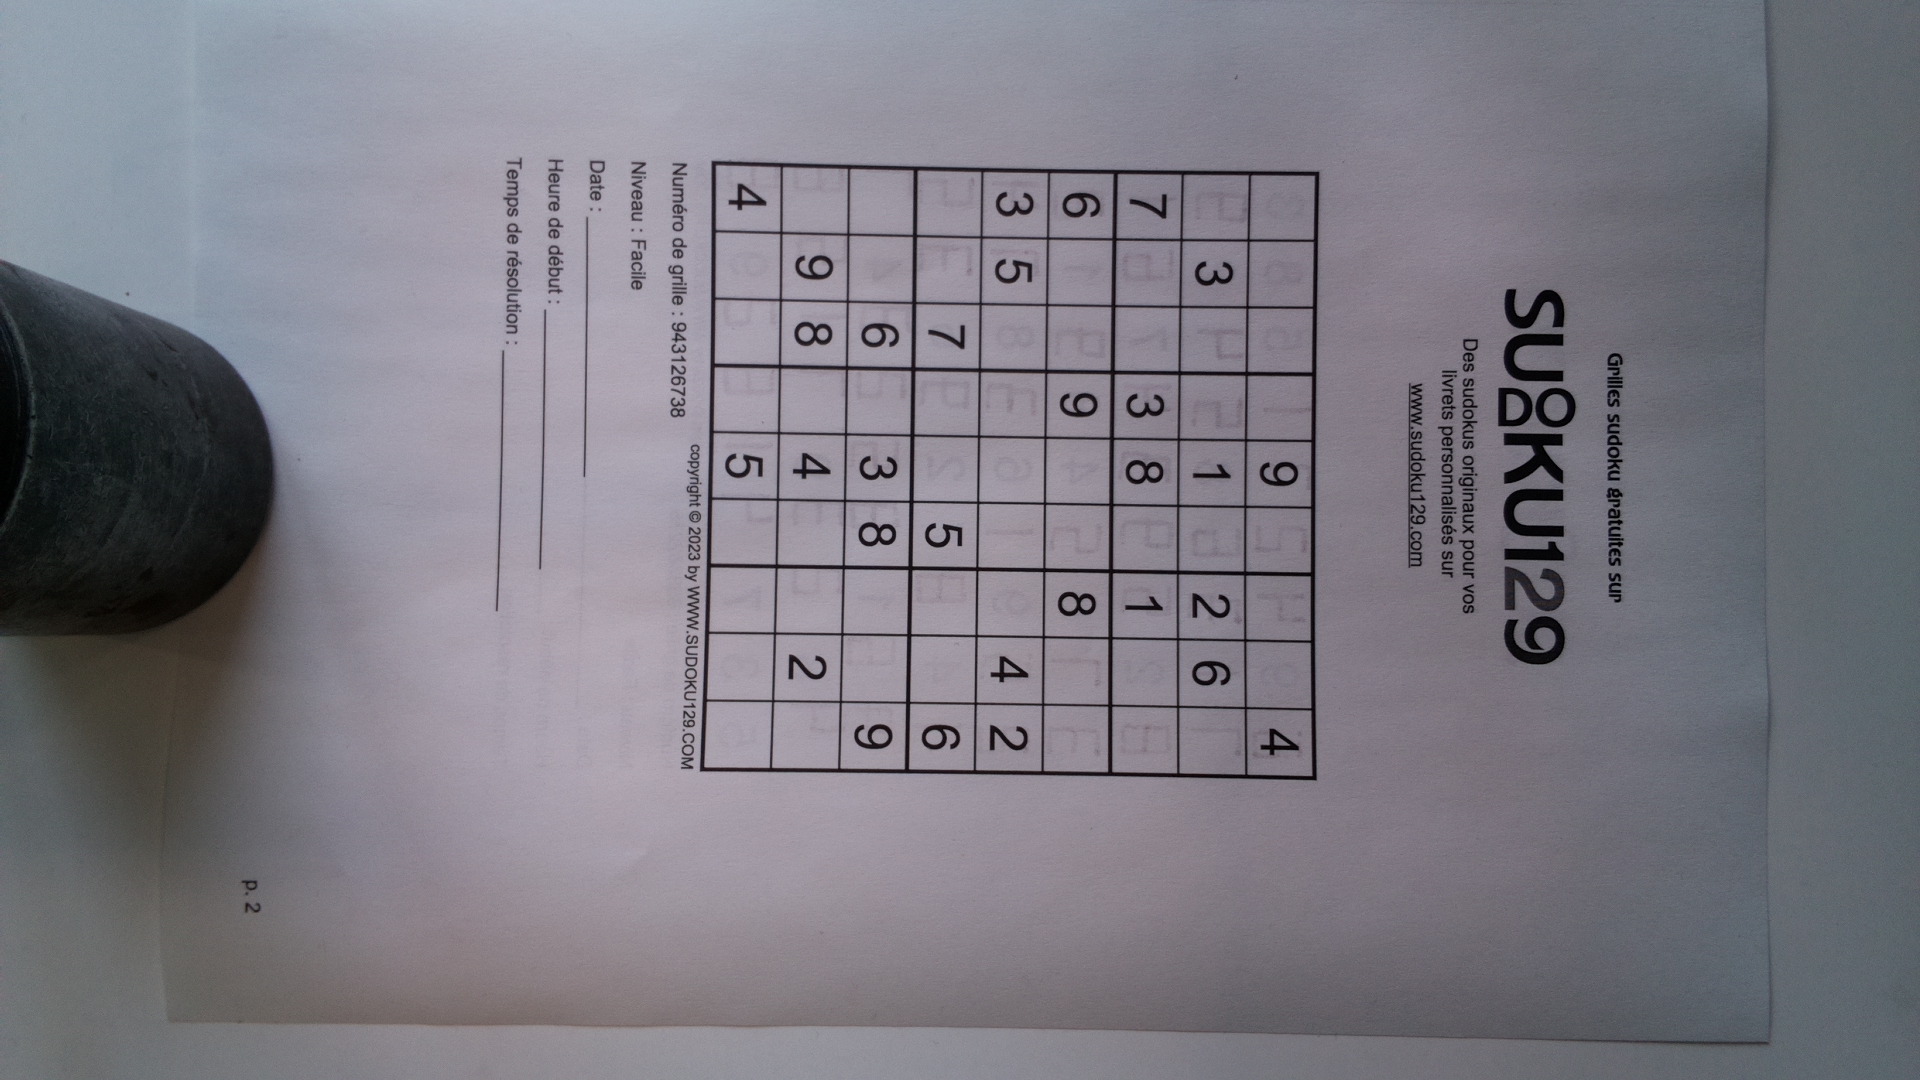 Grilles sudoku gratuites sur
SUDOKU129
Des sudokus originaux pour vos
livrets personnalisés sur
www.sudoku129.com
9 4
3 1 2 6
7 3 8 1
6 9 8
3 5 4 2
7 5 6
6 3 8 9
9 8 4 2
4 5
copyright © 2023 by WWW.SUDOKU129.COM
Numéro de grille : 943126738
Niveau : Facile
Date :
Heure de début :
Temps de résolution :
p. 2